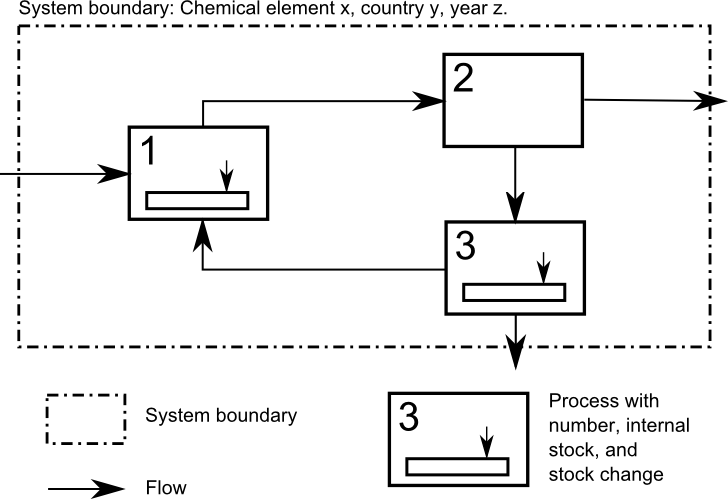 System boundary: Chemical element x, country y, year z.
2
1
3
System boundary
Flow
3
Process with
number, internal
stock, and
stock change